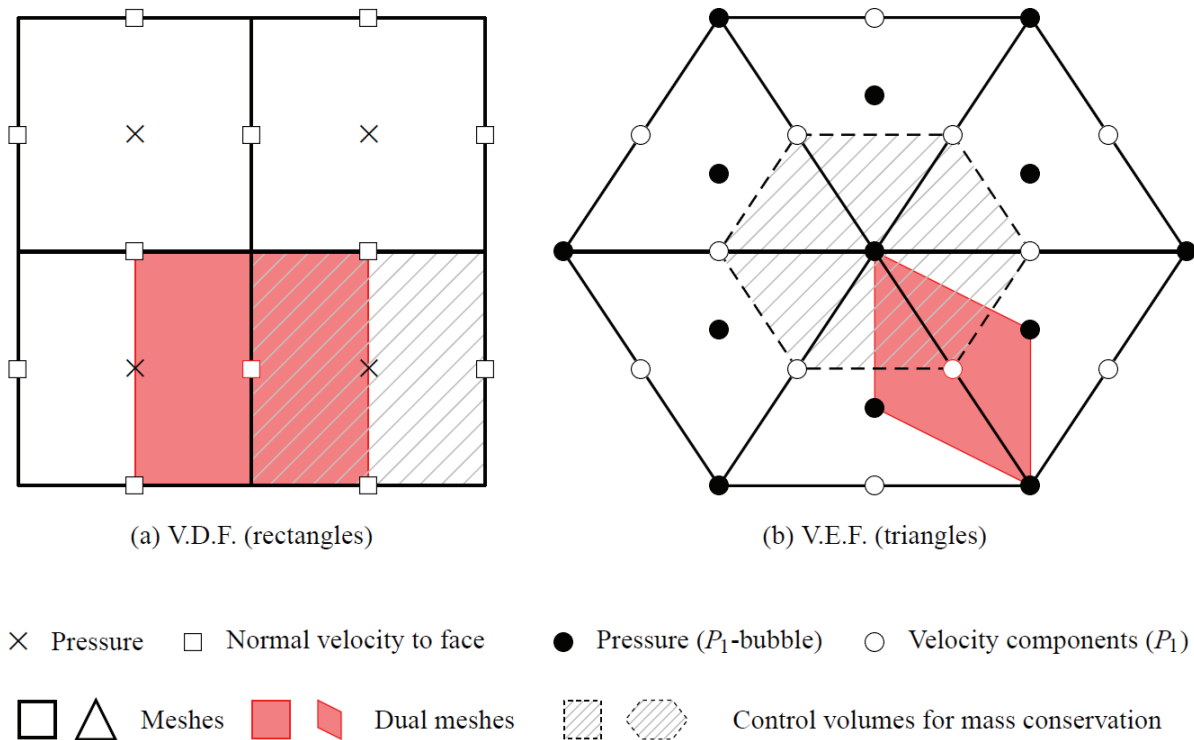 (a) V.D.F. (rectangles)
(b) V.E.F. (triangles)
Pressure
Normal velocity to face
Pressure (P1-bubble)
Velocity components (P1)
Meshes
Dual meshes
Control volumes for mass conservation